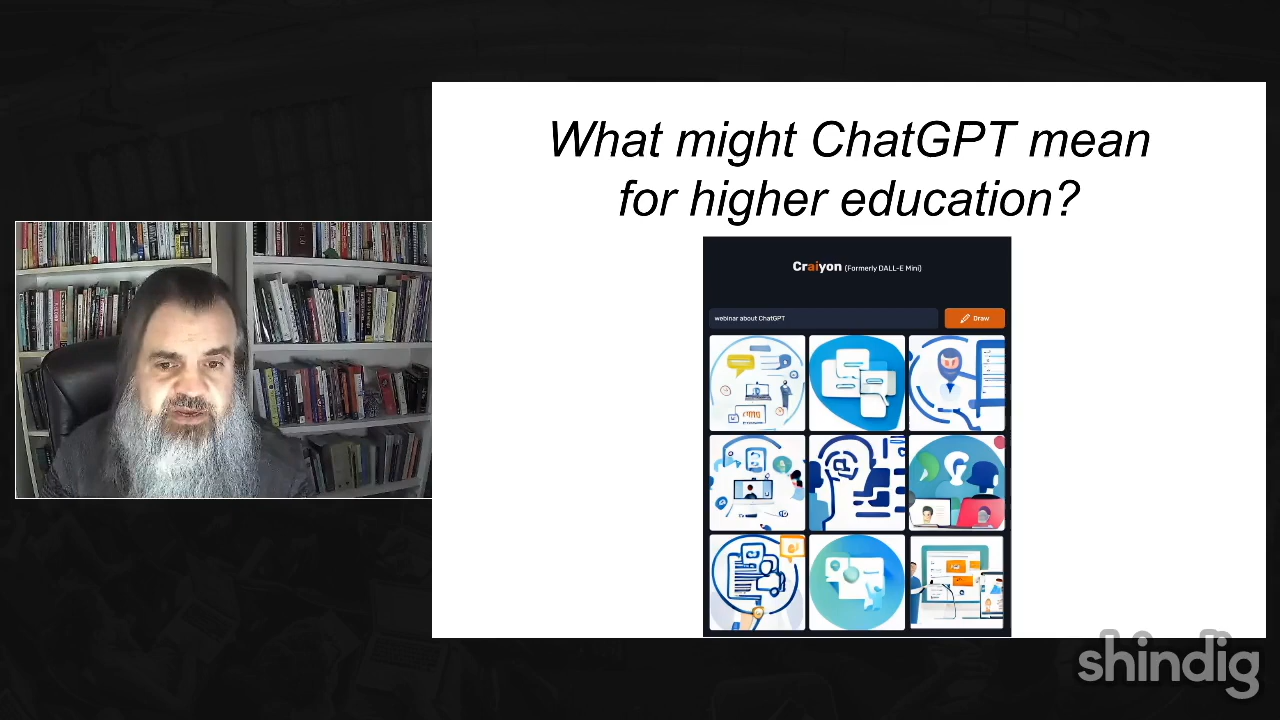 What might ChatGPT mean
for higher education?
Craiyon (Formerly DALL-E Mini)
webinar about ChatGPT
Draw
shindig